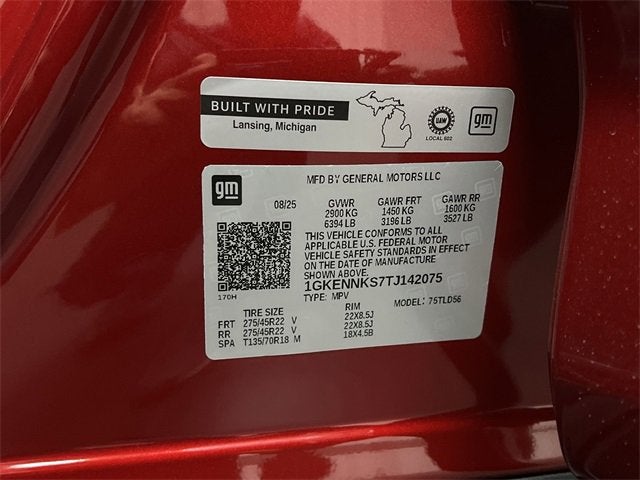 BUILT WITH PRIDE
Lansing, Michigan
UAW
LOCAL 602
gm
gm
MFD BY GENERAL MOTORS LLC
08/25 GVWR GAWR FRT GAWR RR
2900 KG 1450 KG 1600 KG
6394 LB 3196 LB 3527 LB
THIS VEHICLE CONFORMS TO ALL
APPLICABLE U.S. FEDERAL MOTOR
VEHICLE SAFETY STANDARDS IN EFFECT
ON THE DATE OF MANUFACTURE
SHOWN ABOVE.
1GKENNKS7TJ142075
170H TYPE: MPV MODEL: 75TLD56
TIRE SIZE RIM
FRT 275/45R22 V 22X8.5J
RR 275/45R22 V 22X8.5J
SPA T135/70R18 M 18X4.5B